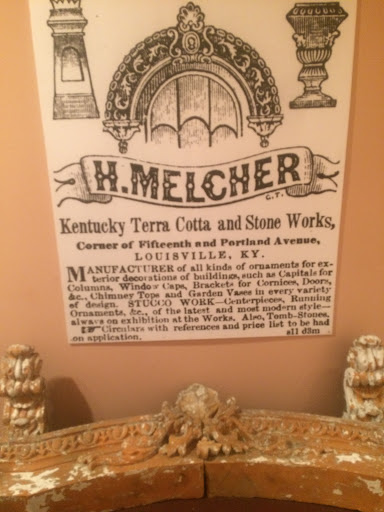 H. MELCHER
C.T.
Kentucky Terra Cotta and Stone Works,
Corner of Fifteenth and Portland Avenue,
LOUISVILLE, KY.
MANUFACTURER of all kinds of ornaments for ex-
terior decorations of buildings, such as Capitals for
Columns, Window Caps, Brackets for Cornices, Doors,
&c., Chimney Tops and Garden Vases in every variety
of design. STUCCO WORK—Centerpieces, Running
Ornaments, &c., of the latest and most modern style—
always on exhibition at the Works. Also, Tomb-Stones.
☞ Circulars with references and price list to be had
on application. a11 d3m